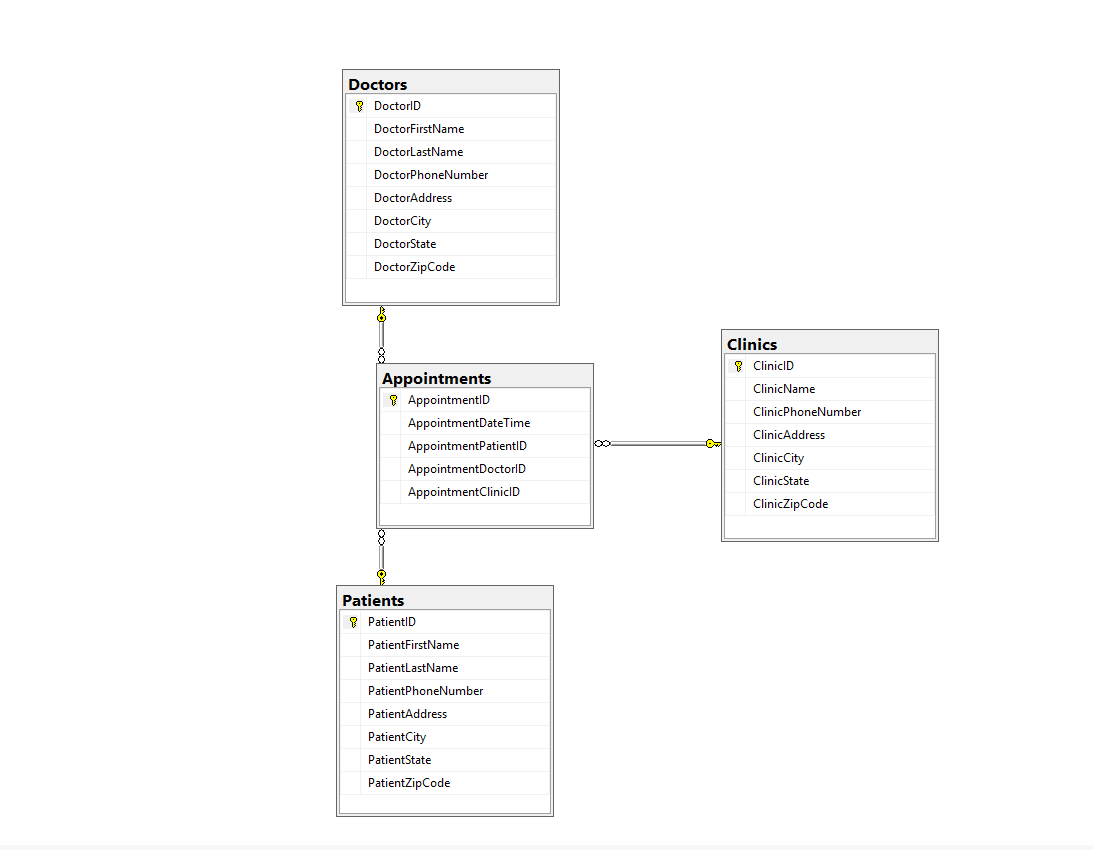 Doctors
DoctorID
DoctorFirstName
DoctorLastName
DoctorPhoneNumber
DoctorAddress
DoctorCity
DoctorState
DoctorZipCode
Clinics
ClinicID
ClinicName
ClinicPhoneNumber
ClinicAddress
ClinicCity
ClinicState
ClinicZipCode
Appointments
AppointmentID
AppointmentDateTime
AppointmentPatientID
AppointmentDoctorID
AppointmentClinicID
Patients
PatientID
PatientFirstName
PatientLastName
PatientPhoneNumber
PatientAddress
PatientCity
PatientState
PatientZipCode